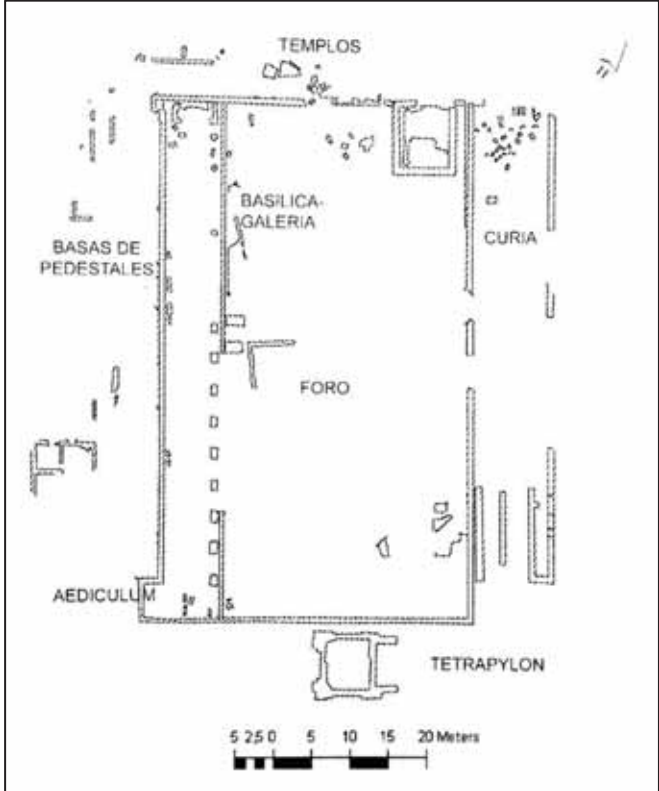 TEMPLOS
BASILICA-
GALERIA
CURIA
BASAS DE
PEDESTALES
FORO
AEDICULUM
TETRAPYLON
5 2,5 0 5 10 15 20 Meters